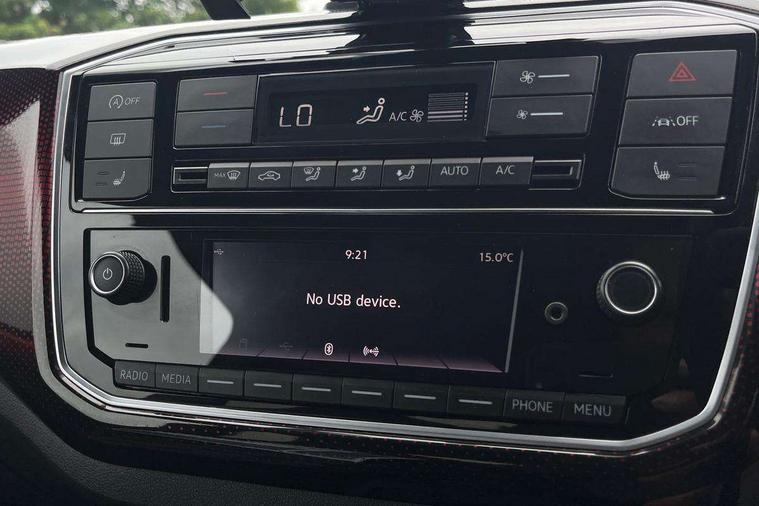 OFF
LO
A/C
OFF
MAX
AUTO
A/C
9:21
15.0°C
No USB device.
RADIO
MEDIA
PHONE
MENU